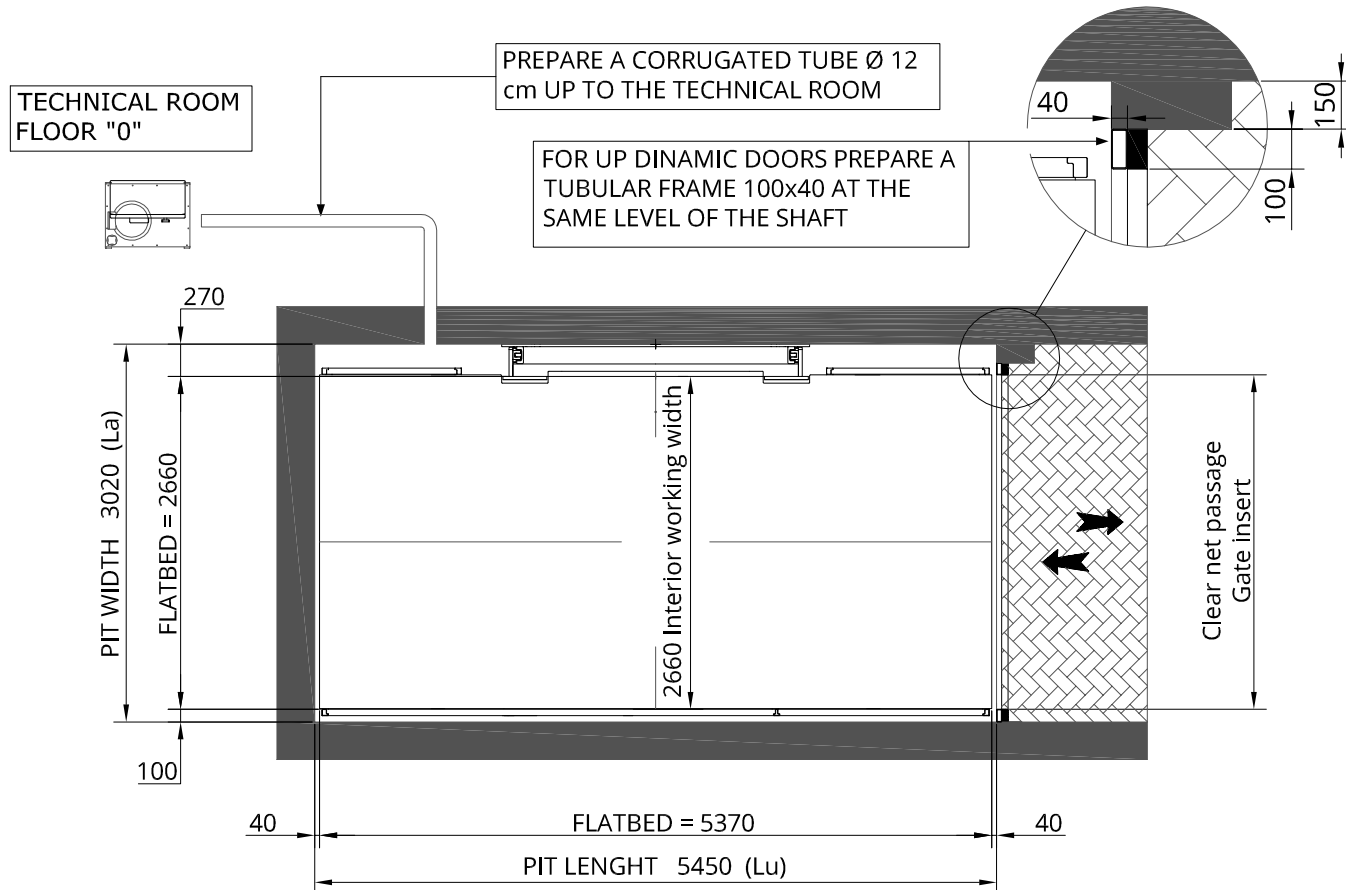 PREPARE A CORRUGATED TUBE Ø 12
cm UP TO THE TECHNICAL ROOM
TECHNICAL ROOM
FLOOR "0"
40
150
FOR UP DINAMIC DOORS PREPARE A
TUBULAR FRAME 100x40 AT THE
SAME LEVEL OF THE SHAFT
100
270
PIT WIDTH 3020 (La)
FLATBED = 2660
2660 Interior working width
Clear net passage
Gate insert
100
40
FLATBED = 5370
40
PIT LENGHT 5450 (Lu)